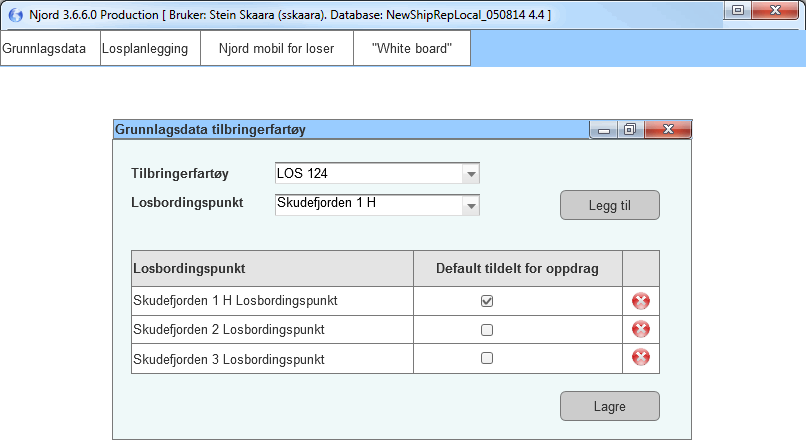 Njord 3.6.6.0 Production [ Bruker: Stein Skaara (sskaara). Database: NewShipRepLocal_050814 4.4 ]
Grunnlagsdata Losplanlegging Njord mobil for loser "White board"
Grunnlagsdata tilbringerfartøy
Tilbringerfartøy LOS 124
Losbordingspunkt Skudefjorden 1 H Legg til
Losbordingspunkt Default tildelt for oppdrag
Skudefjorden 1 H Losbordingspunkt
Skudefjorden 2 Losbordingspunkt
Skudefjorden 3 Losbordingspunkt
Lagre